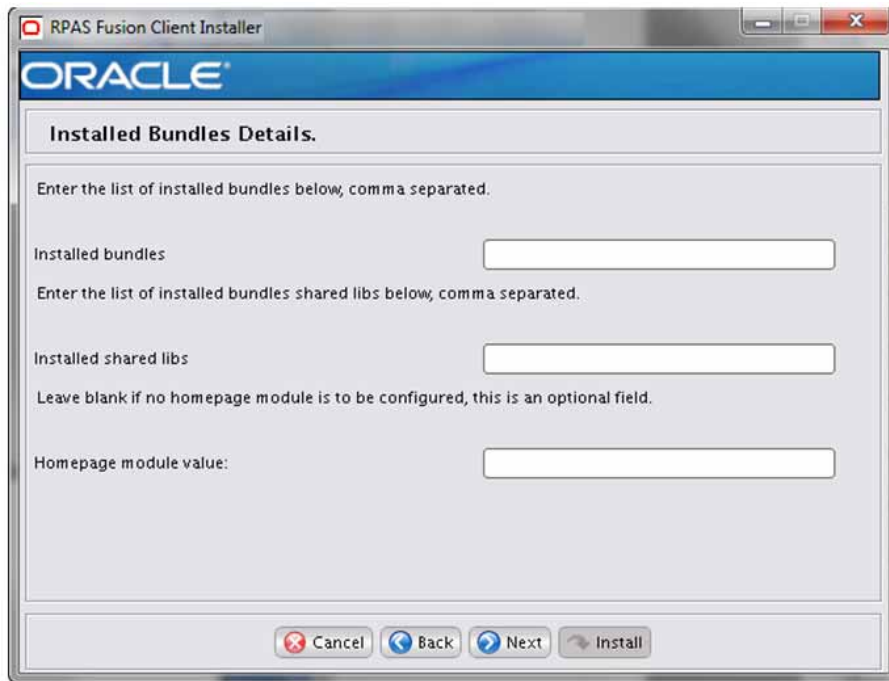 RPAS Fusion Client Installer
ORACLE®
Installed Bundles Details.
Enter the list of installed bundles below, comma separated.
Installed bundles
Enter the list of installed bundles shared libs below, comma separated.
Installed shared libs
Leave blank if no homepage module is to be configured, this is an optional field.
Homepage module value:
Cancel Back Next Install